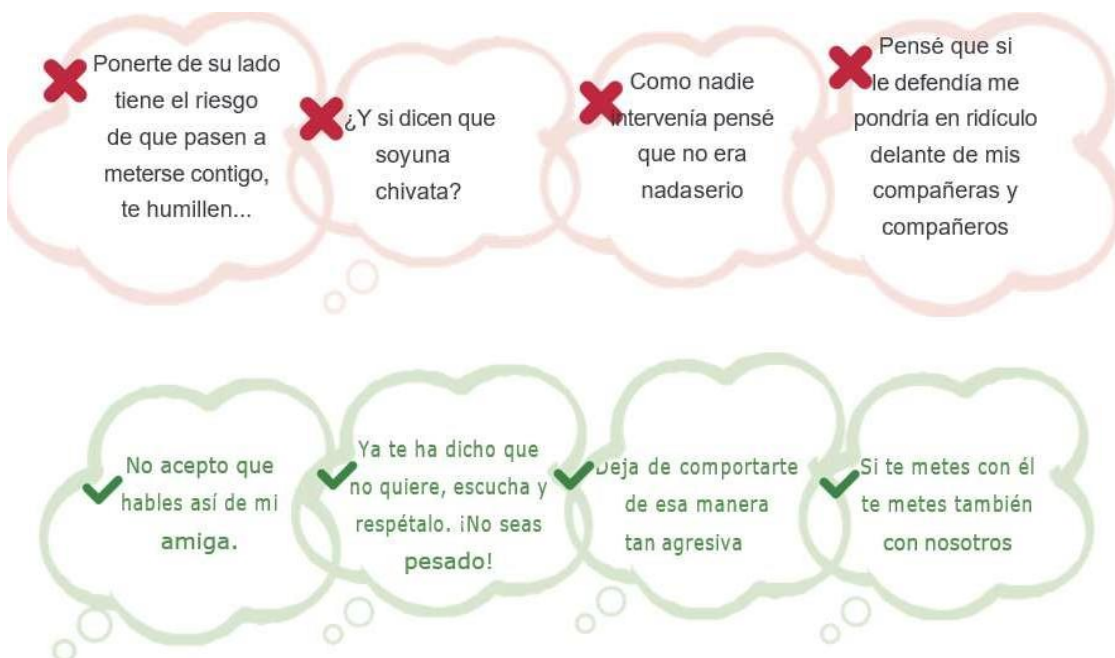 Ponerte de su lado
tiene el riesgo
de que pasen a
meterse contigo,
te humillen...
¿Y si dicen que
soyuna
chivata?
Como nadie
intervenía pensé
que no era
nadaserio
Pensé que si
le defendía me
pondría en ridículo
delante de mis
compañeras y
compañeros
No acepto que
hables así de mi
amiga.
Ya te ha dicho que
no quiere, escucha y
respétalo. ¡No seas
pesado!
Deja de comportarte
de esa manera
tan agresiva
Si te metes con él
te metes también
con nosotros